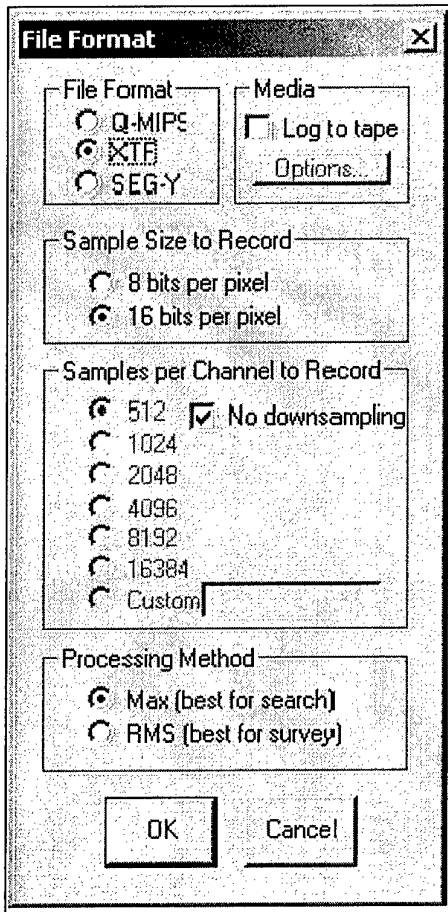 File Format
File Format
Q-MIPS
XTF
SEG-Y
Media
Log to tape
Options...
Sample Size to Record
8 bits per pixel
16 bits per pixel
Samples per Channel to Record
512
No downsampling
1024
2048
4096
8192
16384
Custom
Processing Method
Max (best for search)
RMS (best for survey)
OK
Cancel